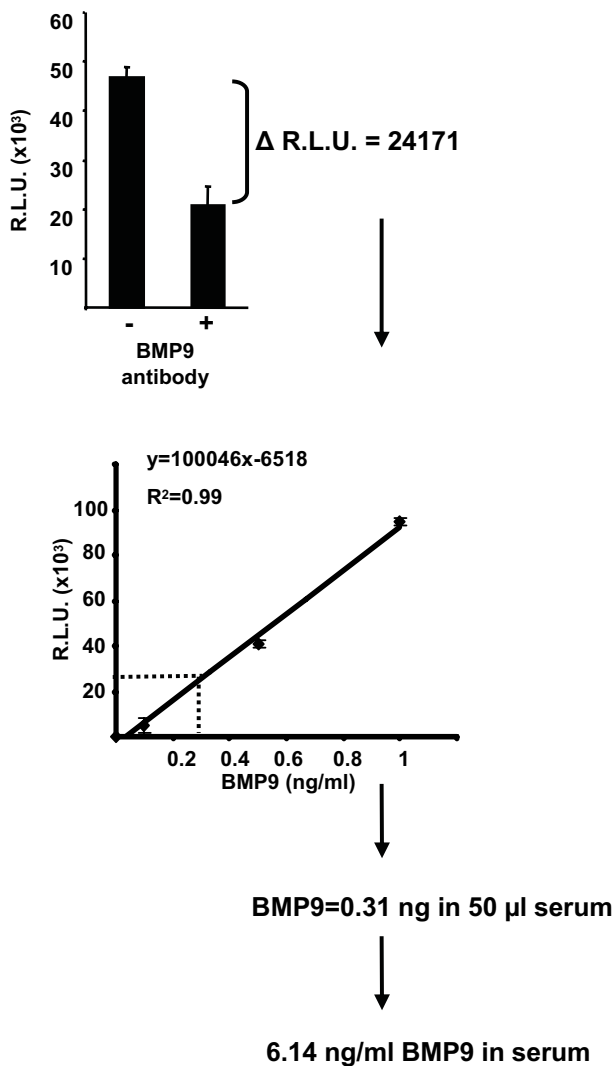 60
50
40
30
20
10
R.L.U. (x10³)
Δ R.L.U. = 24171
- +
BMP9
antibody
y=100046x-6518
R²=0.99
100
80
60
40
20
R.L.U. (x10³)
0.2 0.4 0.6 0.8 1
BMP9 (ng/ml)
BMP9=0.31 ng in 50 µl serum
6.14 ng/ml BMP9 in serum